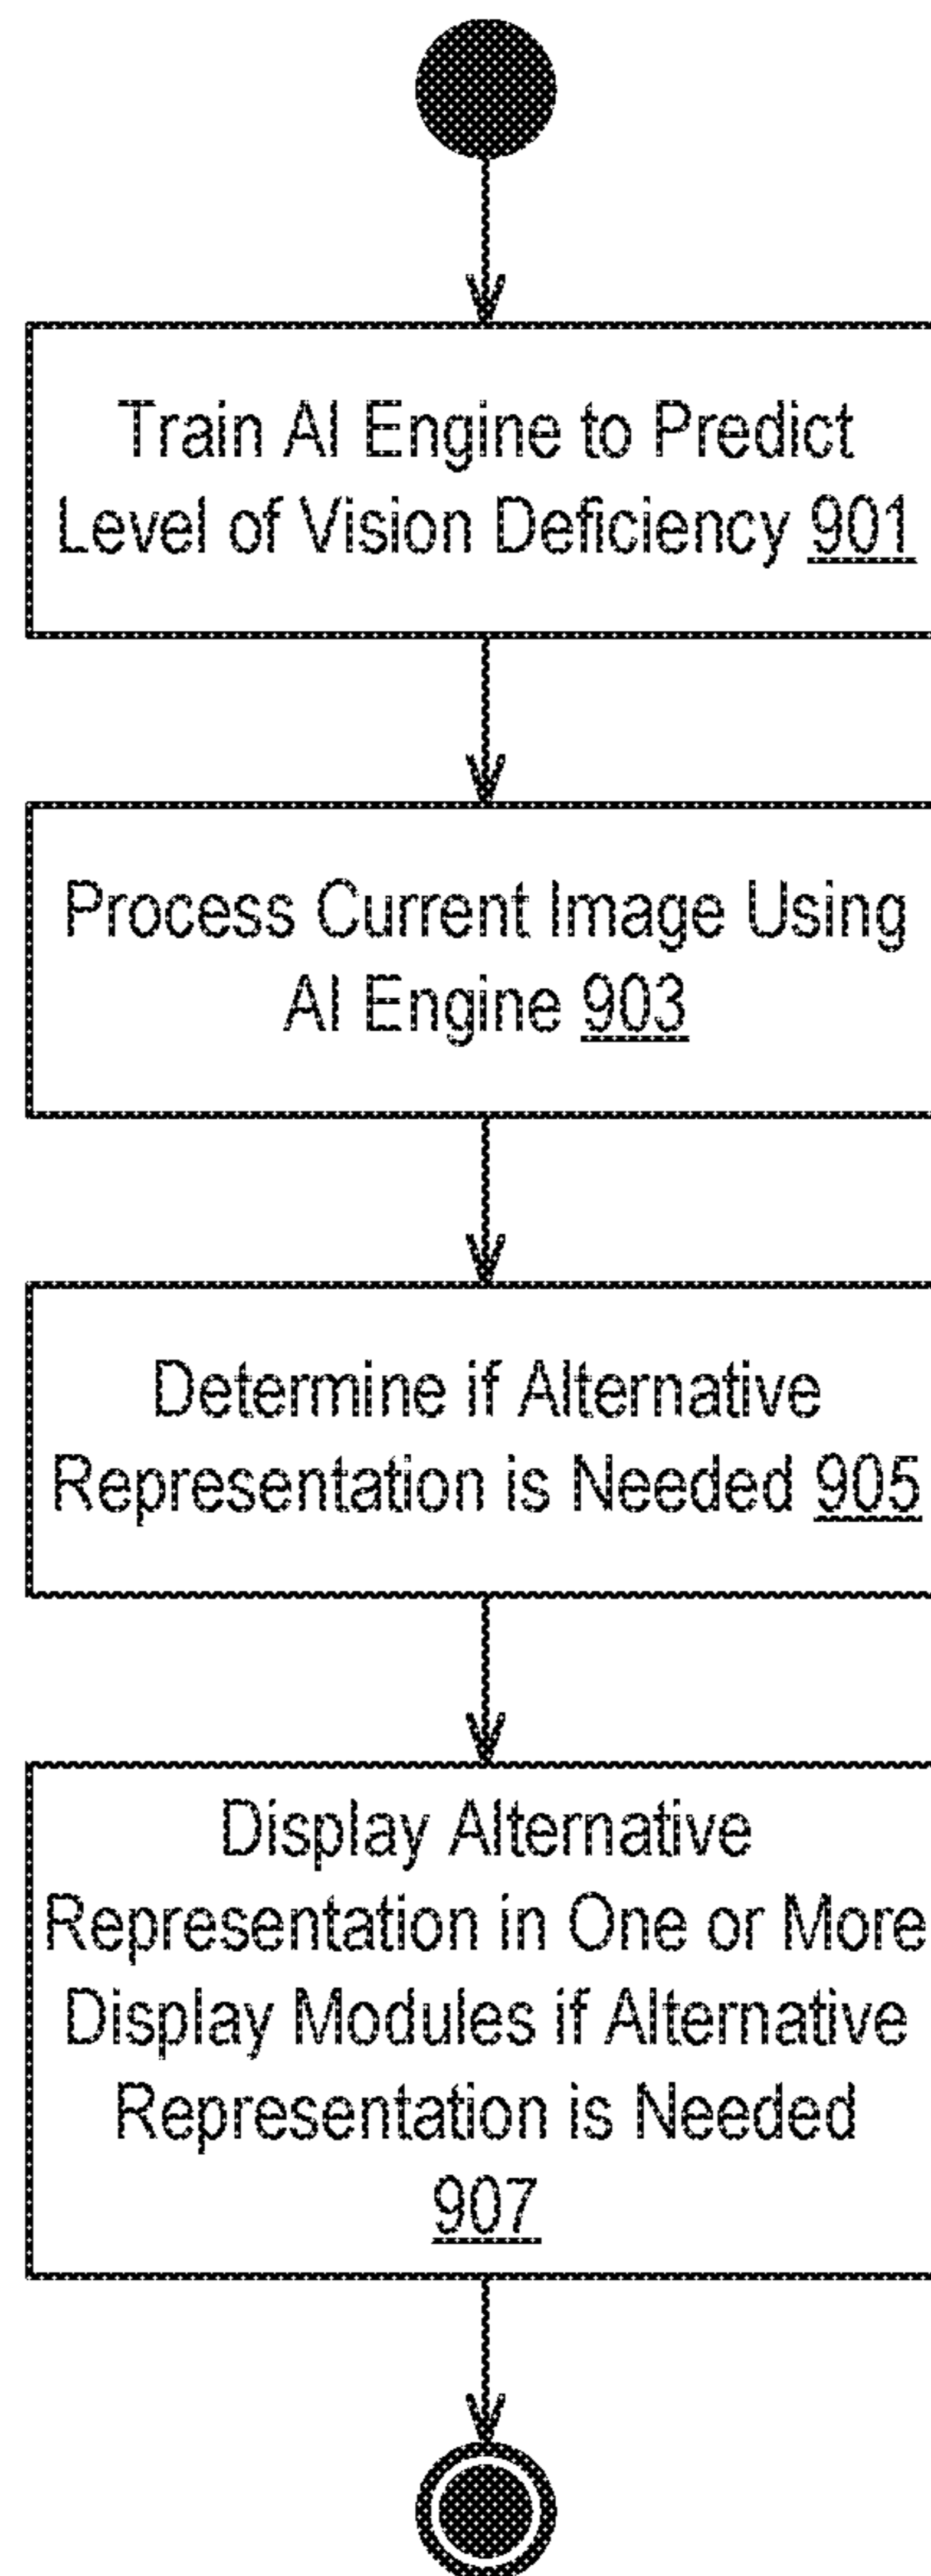 Train AI Engine to Predict
Level of Vision Deficiency 901
Process Current Image Using
AI Engine 903
Determine if Alternative
Representation is Needed 905
Display Alternative
Representation in One or More
Display Modules if Alternative
Representation is Needed
907